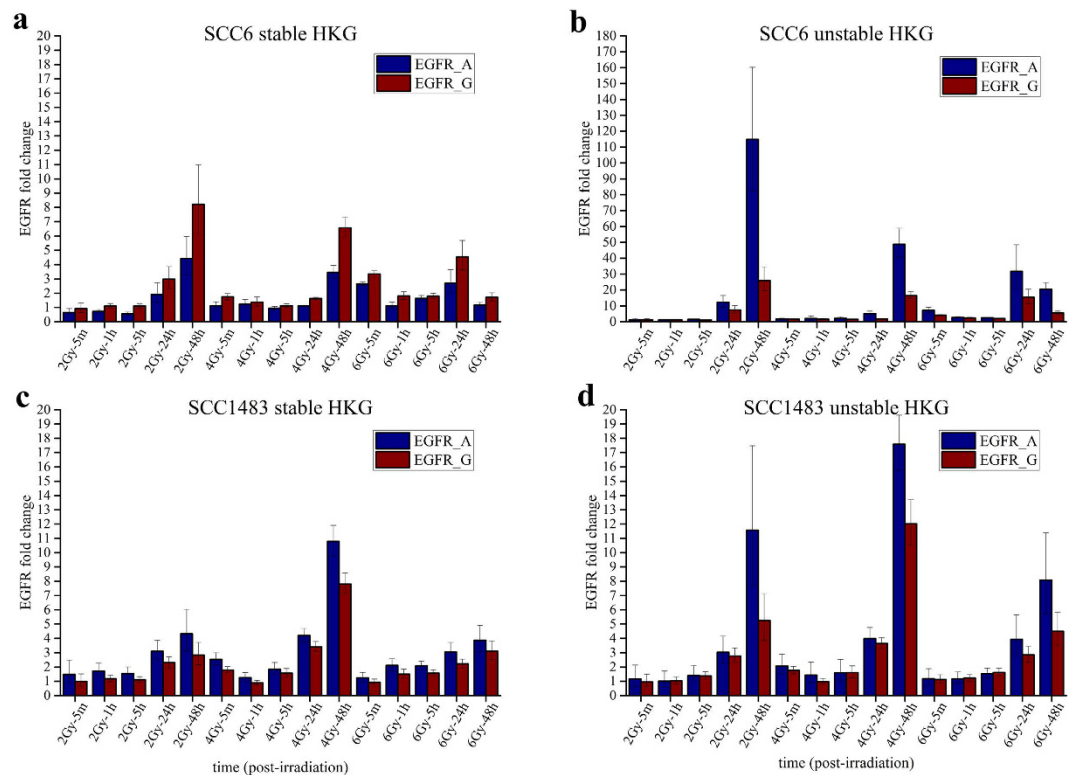 a
SCC6 stable HKG
EGFR_A
EGFR_G
EGFR fold change
20
19
18
17
16
15
14
13
12
11
10
9
8
7
6
5
4
3
2
1
0
2Gy-5m
2Gy-1h
2Gy-5h
2Gy-24h
2Gy-48h
4Gy-5m
4Gy-1h
4Gy-5h
4Gy-24h
4Gy-48h
6Gy-5m
6Gy-1h
6Gy-5h
6Gy-24h
6Gy-48h
b
SCC6 unstable HKG
EGFR_A
EGFR_G
EGFR fold change
180
170
160
150
140
130
120
110
100
90
80
70
60
50
40
30
20
10
0
2Gy-5m
2Gy-1h
2Gy-5h
2Gy-24h
2Gy-48h
4Gy-5m
4Gy-1h
4Gy-5h
4Gy-24h
4Gy-48h
6Gy-5m
6Gy-1h
6Gy-5h
6Gy-24h
6Gy-48h
c
SCC1483 stable HKG
EGFR_A
EGFR_G
EGFR fold change
20
19
18
17
16
15
14
13
12
11
10
9
8
7
6
5
4
3
2
1
0
2Gy-5m
2Gy-1h
2Gy-5h
2Gy-24h
2Gy-48h
4Gy-5m
4Gy-1h
4Gy-5h
4Gy-24h
4Gy-48h
6Gy-5m
6Gy-1h
6Gy-5h
6Gy-24h
6Gy-48h
time (post-irradiation)
d
SCC1483 unstable HKG
EGFR_A
EGFR_G
EGFR fold change
20
19
18
17
16
15
14
13
12
11
10
9
8
7
6
5
4
3
2
1
0
2Gy-5m
2Gy-1h
2Gy-5h
2Gy-24h
2Gy-48h
4Gy-5m
4Gy-1h
4Gy-5h
4Gy-24h
4Gy-48h
6Gy-5m
6Gy-1h
6Gy-5h
6Gy-24h
6Gy-48h
time (post-irradiation)